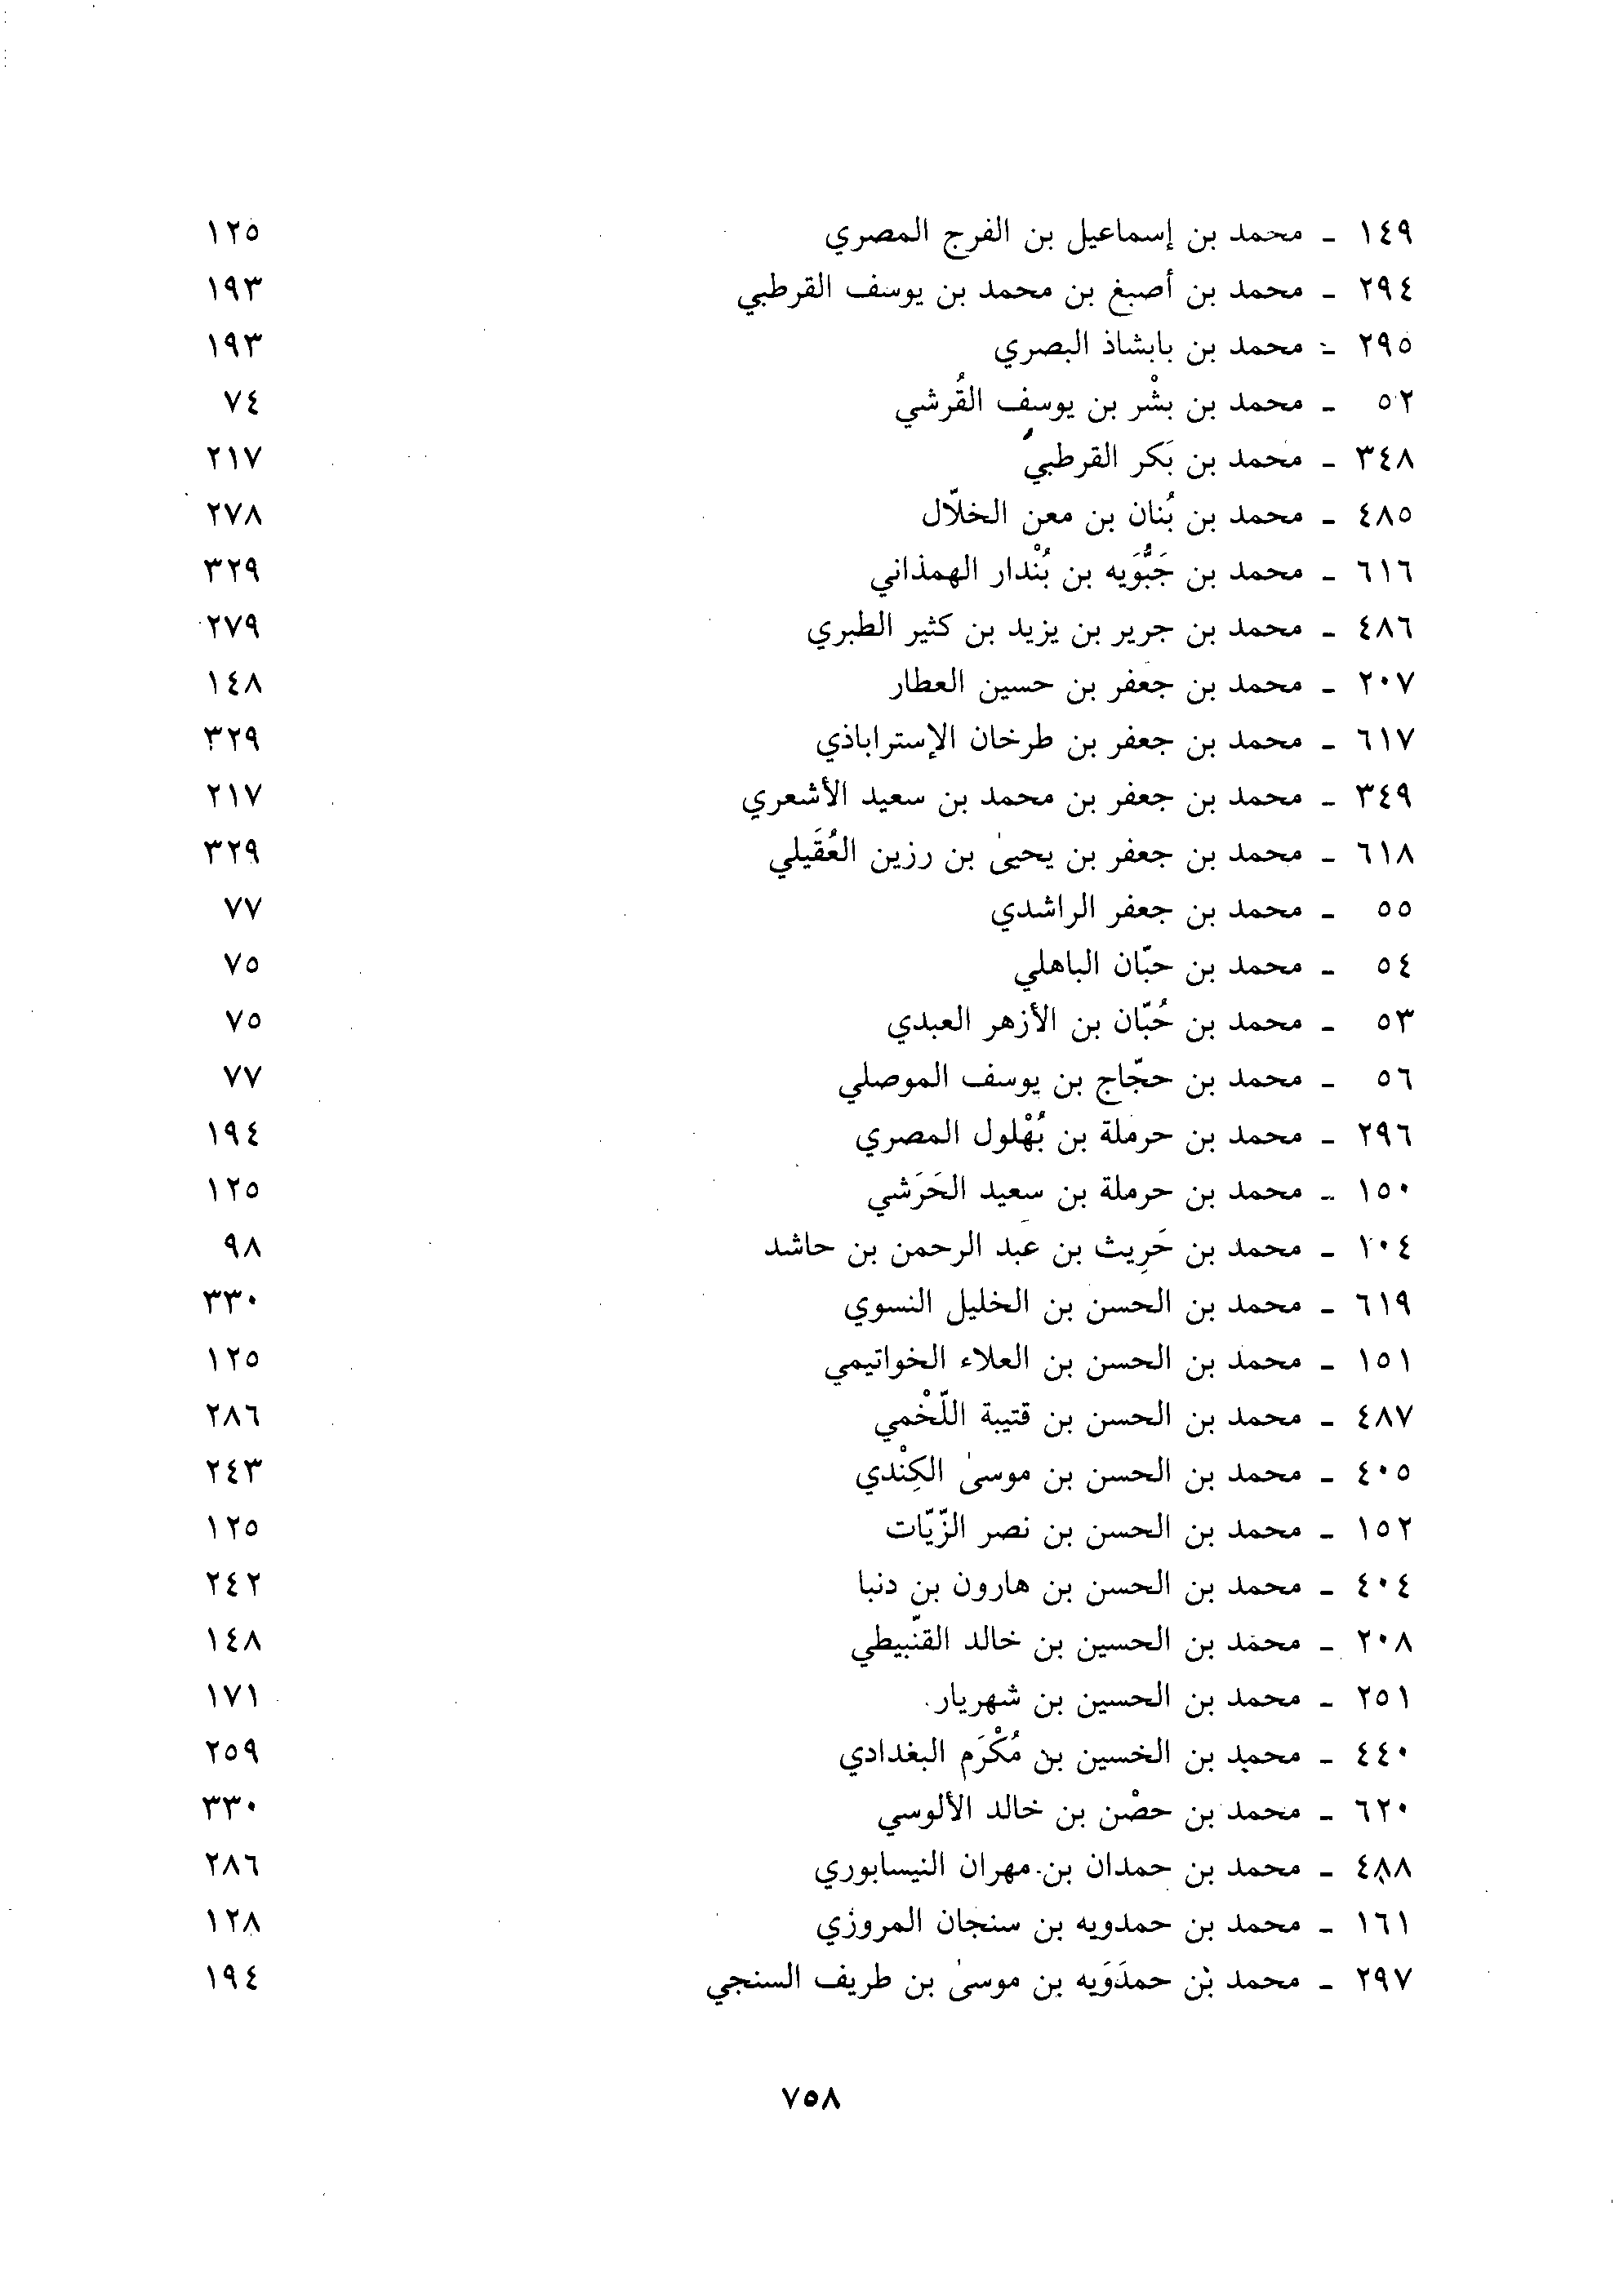 ١٤٩ - محمد بن إسماعيل بن الفرج المصري ١٢٥
٢٩٤ - محمد بن أصبغ بن محمد بن يوسف القرطبي ١٩٣
٢٩٥ - محمد بن بابشاذ البصري ١٩٣
٥٢ - محمد بن بشْر بن يوسف القُرشي ٧٤
٣٤٨ - محمد بن بَكر القرطبي ٢١٧
٤٨٥ - محمد بن بُنان بن معن الخلّال ٢٧٨
٦١٦ - محمد بن جَبُّوَيه بن بُنْدار الهمذاني ٣٢٩
٤٨٦ - محمد بن جرير بن يزيد بن كثير الطبري ٢٧٩
٢٠٧ - محمد بن جعفر بن حسين العطار ١٤٨
٦١٧ - محمد بن جعفر بن طرخان الإستراباذي ٣٢٩
٣٤٩ - محمد بن جعفر بن محمد بن سعيد الأشعري ٢١٧
٦١٨ - محمد بن جعفر بن يحيىٰ بن رزين العُقَيلي ٣٢٩
٥٥ - محمد بن جعفر الراشدي ٧٧
٥٤ - محمد بن حبّان الباهلي ٧٥
٥٣ - محمد بن حُبّان بن الأزهر العبدي ٧٥
٥٦ - محمد بن حجّاج بن يوسف الموصلي ٧٧
٢٩٦ - محمد بن حرملة بن بُهْلول المصري ١٩٤
١٥٠ - محمد بن حرملة بن سعيد الحَرَشي ١٢٥
١٠٤ - محمد بن حَرِيث بن عبد الرحمن بن حاشد ٩٨
٦١٩ - محمد بن الحسن بن الخليل النسوي ٣٣٠
١٥١ - محمد بن الحسن بن العلاء الخواتيمي ١٢٥
٤٨٧ - محمد بن الحسن بن قتيبة اللّخْمي ٢٨٦
٤٠٥ - محمد بن الحسن بن موسىٰ الكِنْدي ٢٤٣
١٥٢ - محمد بن الحسن بن نصر الزّيّات ١٢٥
٤٠٤ - محمد بن الحسن بن هارون بن دنبا ٢٤٢
٢٠٨ - محمد بن الحسين بن خالد القنّبيطي ١٤٨
٢٥١ - محمد بن الحسين بن شهريار. ١٧١
٤٤٠ - محمد بن الحسين بن مُكْرَم البغدادي ٢٥٩
٦٢٠ - محمد بن حصْن بن خالد الألوسي ٣٣٠
٤٨٨ - محمد بن حمدان بن مهران النيسابوري ٢٨٦
١٦١ - محمد بن حمدويه بن سنجان المروزي ١٢٨
٢٩٧ - محمد بن حمدَوَيه بن موسىٰ بن طريف السنجي ١٩٤
٧٥٨